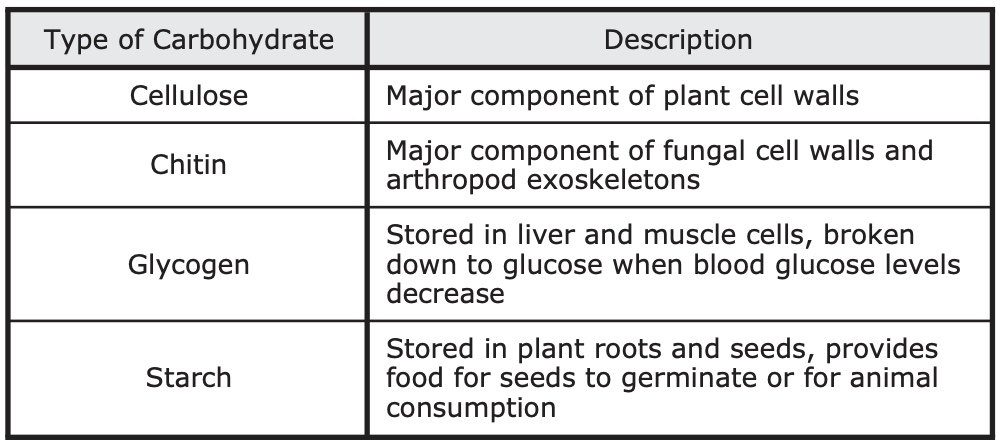 Type of Carbohydrate
Description
Cellulose
Major component of plant cell walls
Chitin
Major component of fungal cell walls and
arthropod exoskeletons
Glycogen
Stored in liver and muscle cells, broken
down to glucose when blood glucose levels
decrease
Starch
Stored in plant roots and seeds, provides
food for seeds to germinate or for animal
consumption